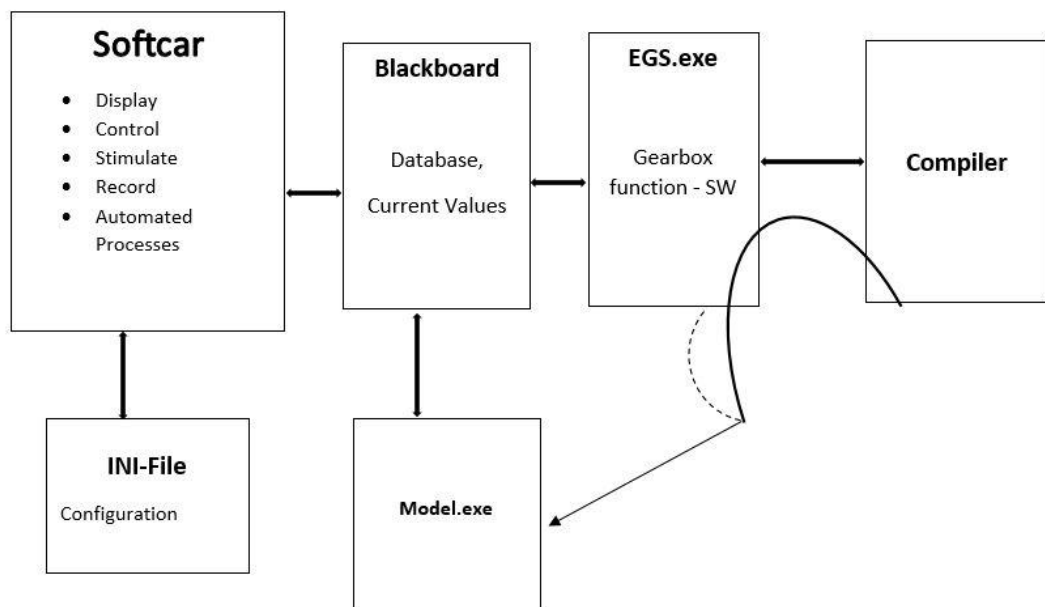 Softcar
• Display
• Control
• Stimulate
• Record
• Automated
Processes
Blackboard
Database,
Current Values
EGS.exe
Gearbox
function - SW
Compiler
INI-File
Configuration
Model.exe